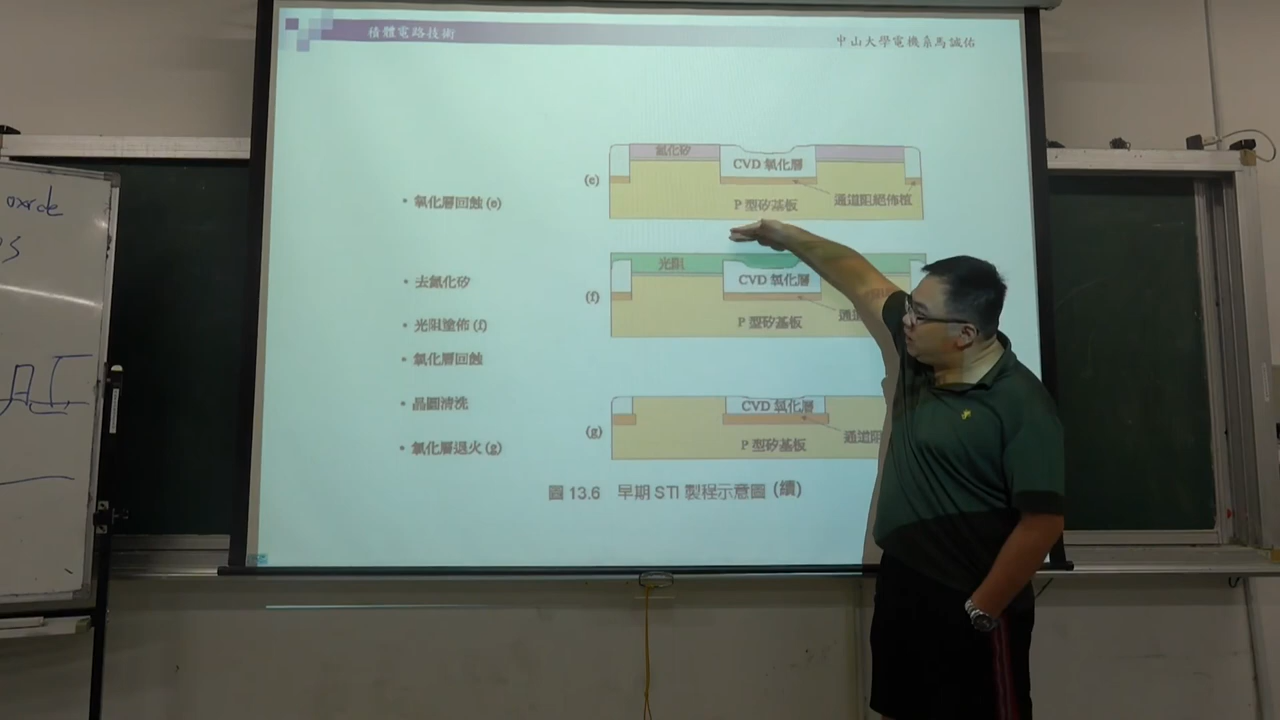 積體電路技術
中山大學電機系馬誠佑
oxide
• 氧化層回蝕 (e)
• 去氮化矽
• 光阻塗佈 (f)
• 氧化層回蝕
• 晶圓清洗
• 氧化層退火 (g)
(e)
氮化矽
CVD 氧化層
通道阻絕佈植
P 型矽基板
(f)
光阻
CVD 氧化層
通
P 型矽基板
(g)
CVD 氧化層
通道阻
P 型矽基板
圖 13.6 早期 STI 製程示意圖 (續)